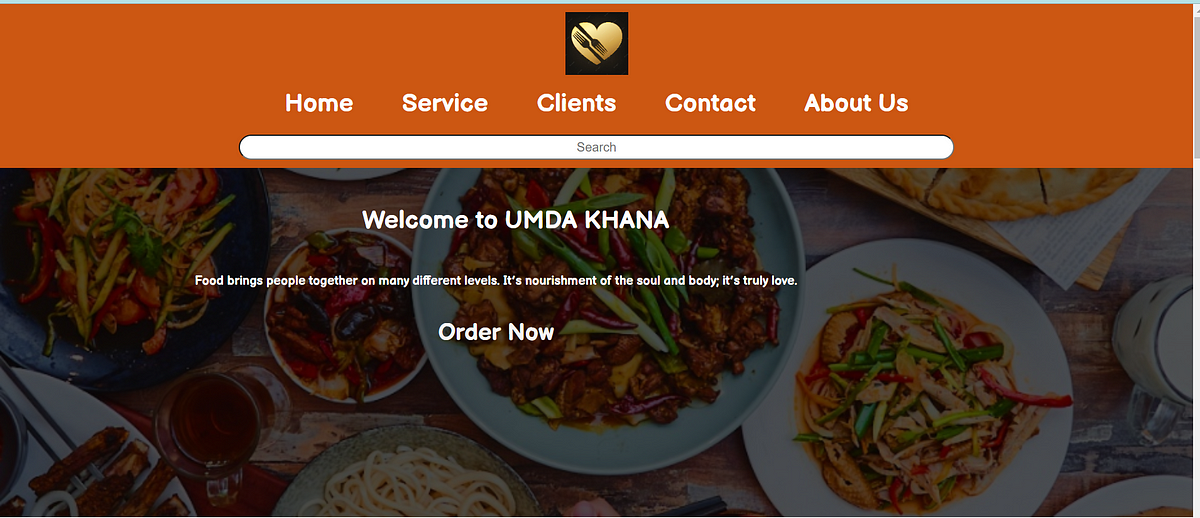 Home Service Clients Contact About Us
Search
Welcome to UMDA KHANA
Food brings people together on many different levels. It's nourishment of the soul and body; it's truly love.
Order Now